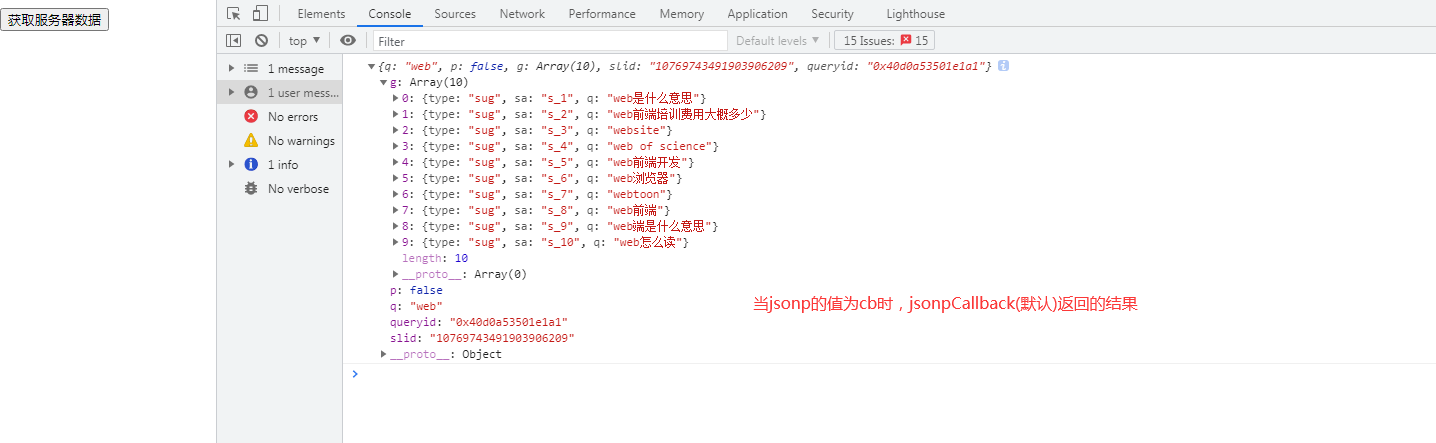 获取服务器数据
Elements Console Sources Network Performance Memory Application Security Lighthouse
top ▼ Filter Default levels ▼ 15 Issues: 15
1 message
1 user mess...
No errors
No warnings
1 info
No verbose
{q: "web", p: false, g: Array(10), slid: "10769743491903906209", queryid: "0x40d0a53501e1a1"}
g: Array(10)
0: {type: "sug", sa: "s_1", q: "web是什么意思"}
1: {type: "sug", sa: "s_2", q: "web前端培训费用大概多少"}
2: {type: "sug", sa: "s_3", q: "website"}
3: {type: "sug", sa: "s_4", q: "web of science"}
4: {type: "sug", sa: "s_5", q: "web前端开发"}
5: {type: "sug", sa: "s_6", q: "web浏览器"}
6: {type: "sug", sa: "s_7", q: "webtoon"}
7: {type: "sug", sa: "s_8", q: "web前端"}
8: {type: "sug", sa: "s_9", q: "web端是什么意思"}
9: {type: "sug", sa: "s_10", q: "web怎么读"}
length: 10
__proto__: Array(0)
p: false
q: "web"
queryid: "0x40d0a53501e1a1"
slid: "10769743491903906209"
__proto__: Object
当jsonp的值为cb时，jsonpCallback(默认)返回的结果